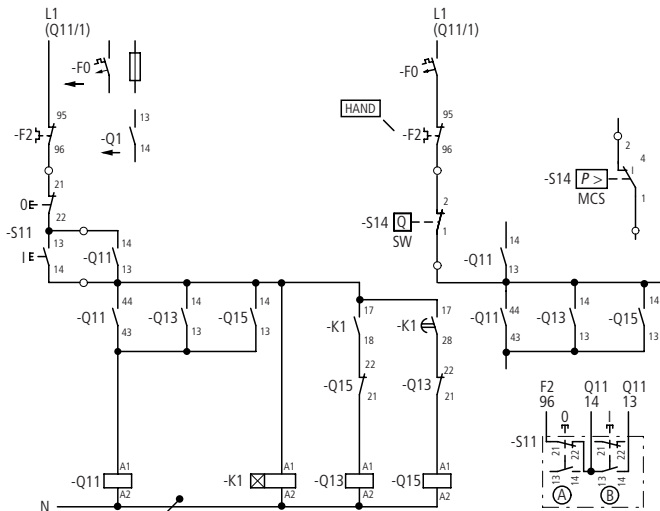 L1
(Q11/1)
-F0
-F2
95
96
-Q1
13
14
21
0E
22
-S11
13
I E
14
14
-Q11
13
44
-Q11
43
14
-Q13
13
14
-Q15
13
17
-K1
18
17
-K1
28
22
-Q15
21
22
-Q13
21
A1
-Q11
A2
A1
-K1
A2
A1
-Q13
A2
A1
-Q15
A2
N
L1
(Q11/1)
-F0
HAND
95
-F2
96
2
-S14 Q
1
SW
2
4
-S14 P >
I
MCS
1
14
-Q11
13
44
-Q11
43
14
-Q13
13
14
-Q15
13
F2 Q11 Q11
96 14 13
0 I
-S11
21 22 21 22
13 14 13 14
A B